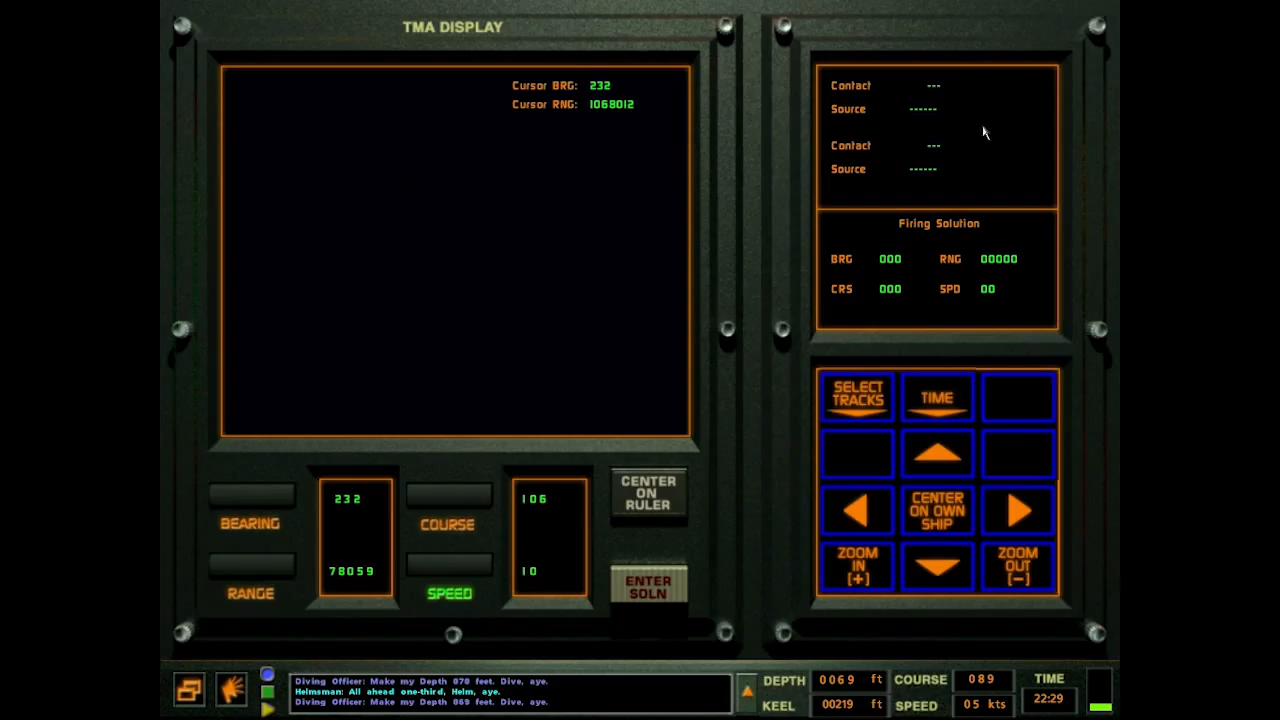 TMA DISPLAY
Cursor BRG: 232
Cursor RNG: 1068012
Contact ---
Source ------
Contact ---
Source ------
Firing Solution
BRG 000 RNG 00000
CRS 000 SPD 00
SELECT
TRACKS
TIME
CENTER
ON OWN
SHIP
ZOOM
IN
[+]
ZOOM
OUT
[-]
BEARING
232
COURSE
106
CENTER
ON
RULER
RANGE
78059
SPEED
10
ENTER
SOLN
Diving Officer: Make my Depth 070 feet. Dive, aye.
Helmsman: All ahead one-third, Helm, aye.
Diving Officer: Make my Depth 069 feet. Dive, aye.
DEPTH 0069 ft COURSE 089 TIME
KEEL 00219 ft SPEED 05 kts 22:29